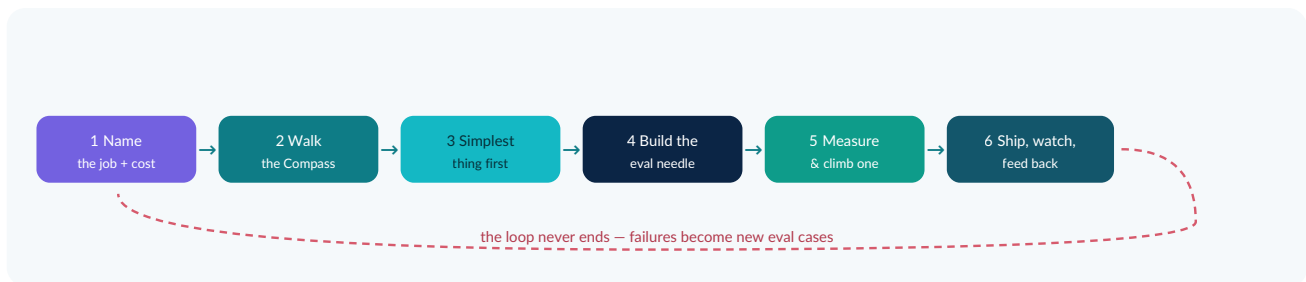 1 Name
the job + cost
2 Walk
the Compass
3 Simplest
thing first
4 Build the
eval needle
5 Measure
& climb one
6 Ship, watch,
feed back
the loop never ends — failures become new eval cases